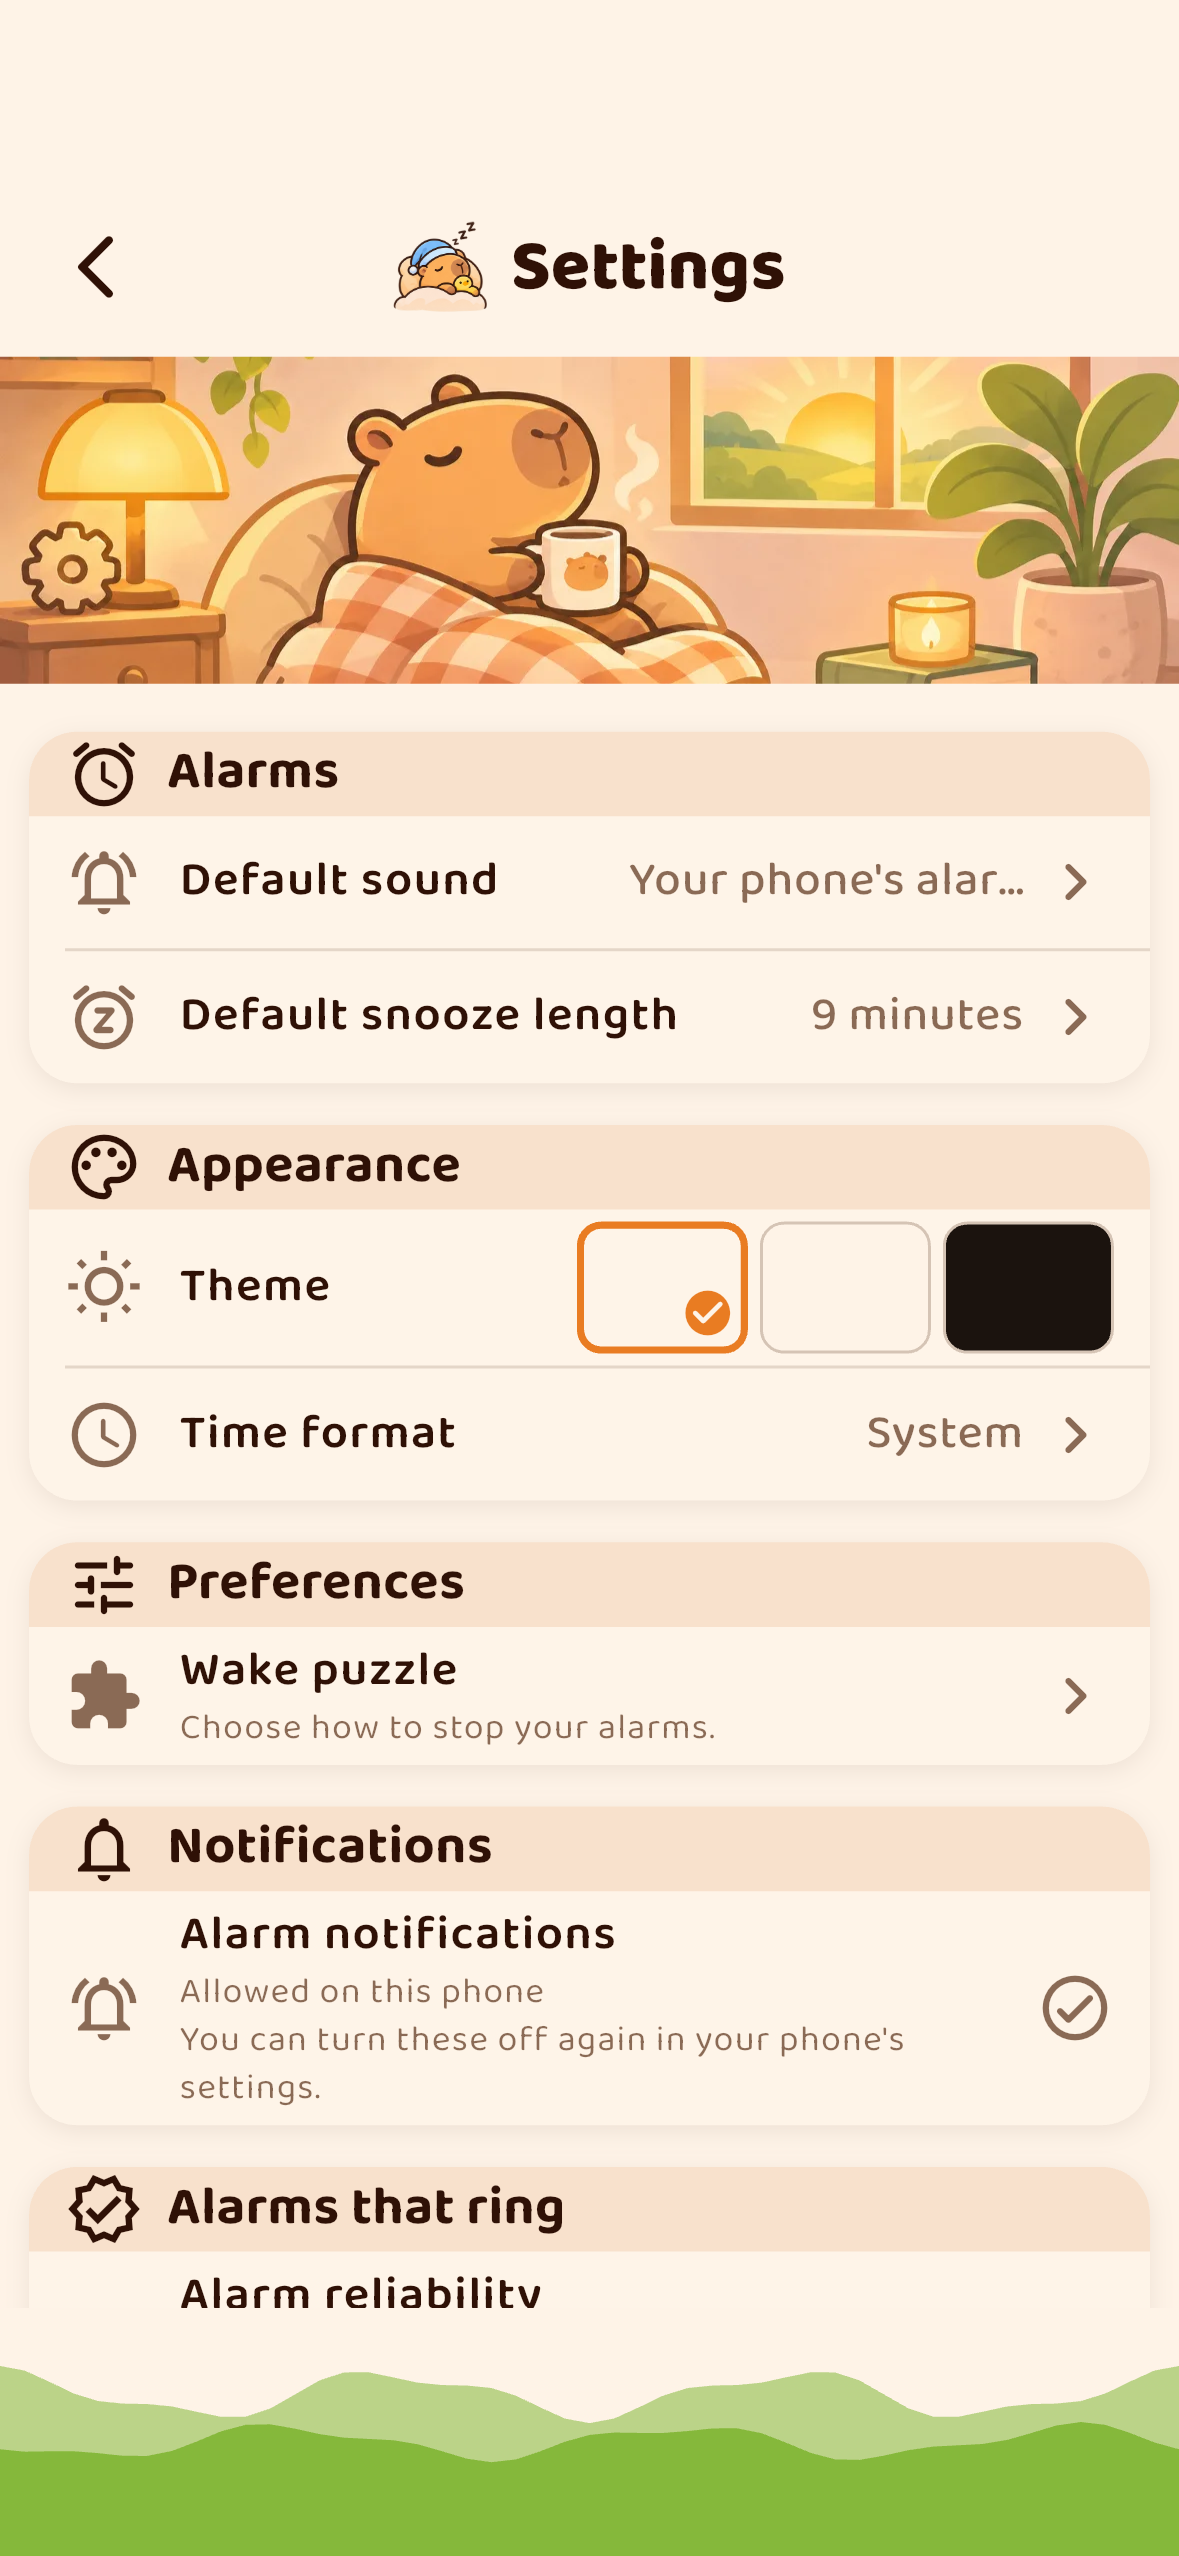 Settings
Alarms
Default sound
Your phone's alar...
Default snooze length
9 minutes
Appearance
Theme
Time format
System
Preferences
Wake puzzle
Choose how to stop your alarms.
Notifications
Alarm notifications
Allowed on this phone
You can turn these off again in your phone's
settings.
Alarms that ring
Alarm reliability